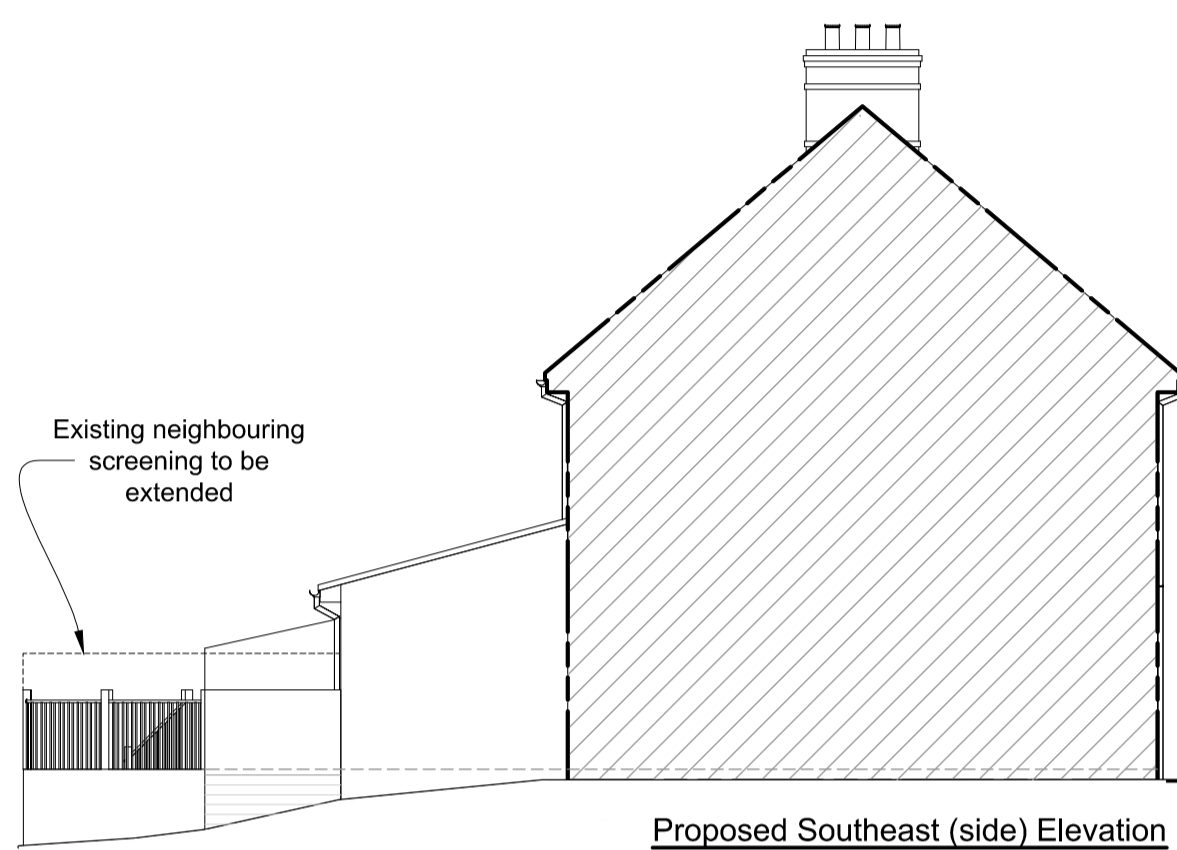 Existing neighbouring
screening to be
extended
Proposed Southeast (side) Elevation